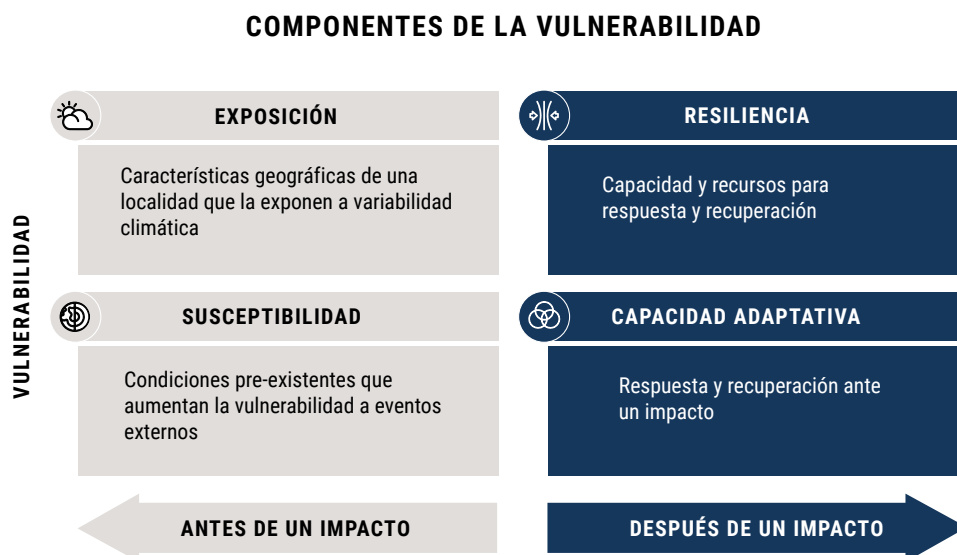 COMPONENTES DE LA VULNERABILIDAD
VULNERABILIDAD
EXPOSICIÓN
Características geográficas de una
localidad que la exponen a variabilidad
climática
RESILIENCIA
Capacidad y recursos para
respuesta y recuperación
SUSCEPTIBILIDAD
Condiciones pre-existentes que
aumentan la vulnerabilidad a eventos
externos
CAPACIDAD ADAPTATIVA
Respuesta y recuperación ante
un impacto
ANTES DE UN IMPACTO
DESPUÉS DE UN IMPACTO